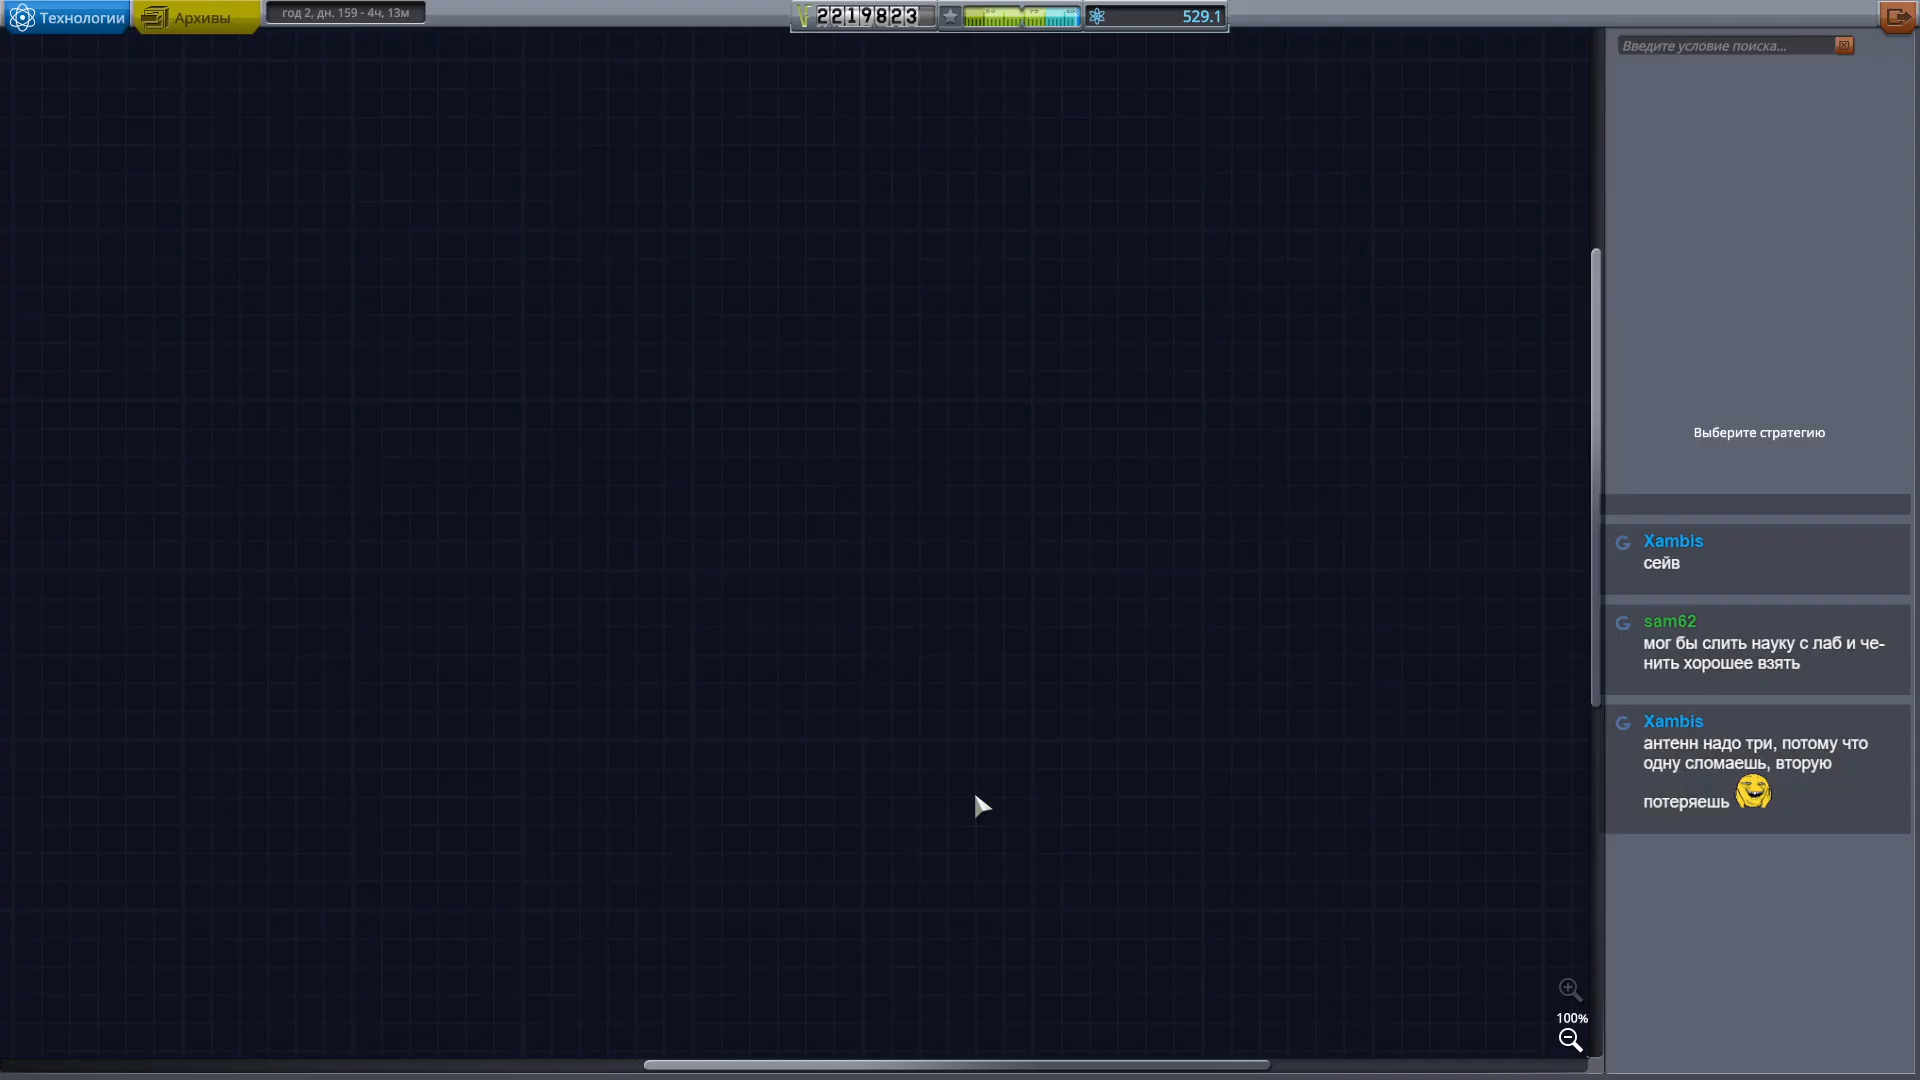 Технологии
Архивы
год 2, дн. 159 - 4ч, 13м
2219823
529.1
Введите условие поиска...
Выберите стратегию
Xambis
сейв
sam62
мог бы слить науку с лаб и че-
нить хорошее взять
Xambis
антенн надо три, потому что
одну сломаешь, вторую
потеряешь
100%